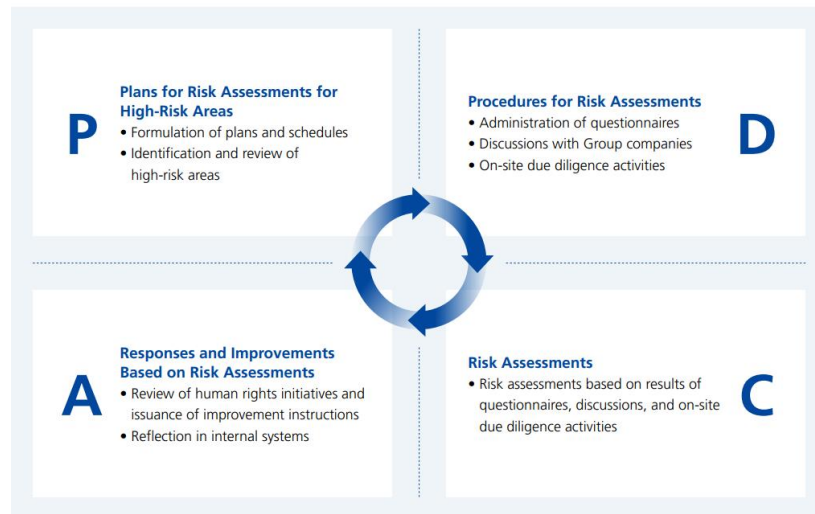 P
Plans for Risk Assessments for
High-Risk Areas
• Formulation of plans and schedules
• Identification and review of
high-risk areas
Procedures for Risk Assessments
• Administration of questionnaires
• Discussions with Group companies
• On-site due diligence activities
D
A
Responses and Improvements
Based on Risk Assessments
• Review of human rights initiatives and
issuance of improvement instructions
• Reflection in internal systems
Risk Assessments
• Risk assessments based on results of
questionnaires, discussions, and on-site
due diligence activities
C